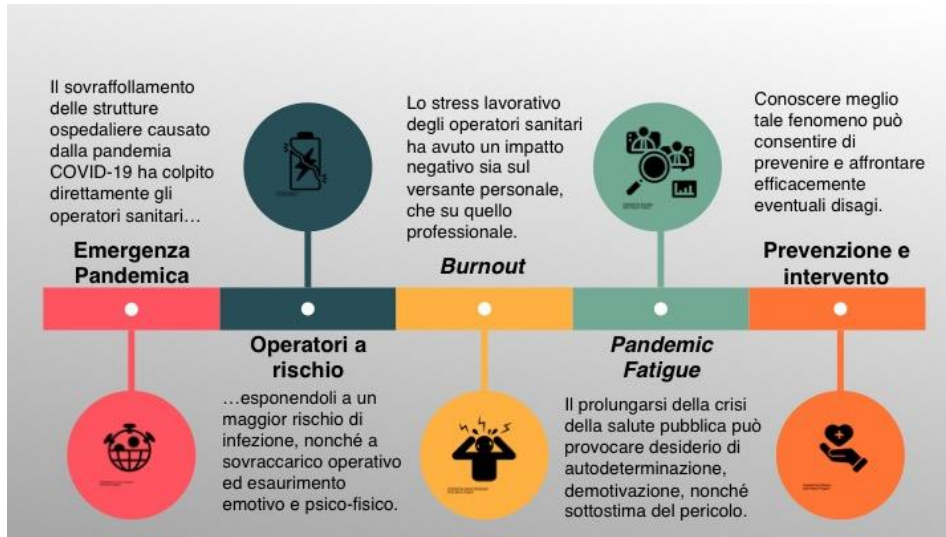 Il sovraffollamento
delle strutture
ospedaliere causato
dalla pandemia
COVID-19 ha colpito
direttamente gli
operatori sanitari…
Emergenza
Pandemica
Operatori a
rischio
…esponendoli a un
maggior rischio di
infezione, nonché a
sovraccarico operativo
ed esaurimento
emotivo e psico-fisico.
Lo stress lavorativo
degli operatori sanitari
ha avuto un impatto
negativo sia sul
versante personale,
che su quello
professionale.
Burnout
Pandemic
Fatigue
Il prolungarsi della crisi
della salute pubblica può
provocare desiderio di
autodeterminazione,
demotivazione, nonché
sottostima del pericolo.
Conoscere meglio
tale fenomeno può
consentire di
prevenire e affrontare
efficacemente
eventuali disagi.
Prevenzione e
intervento